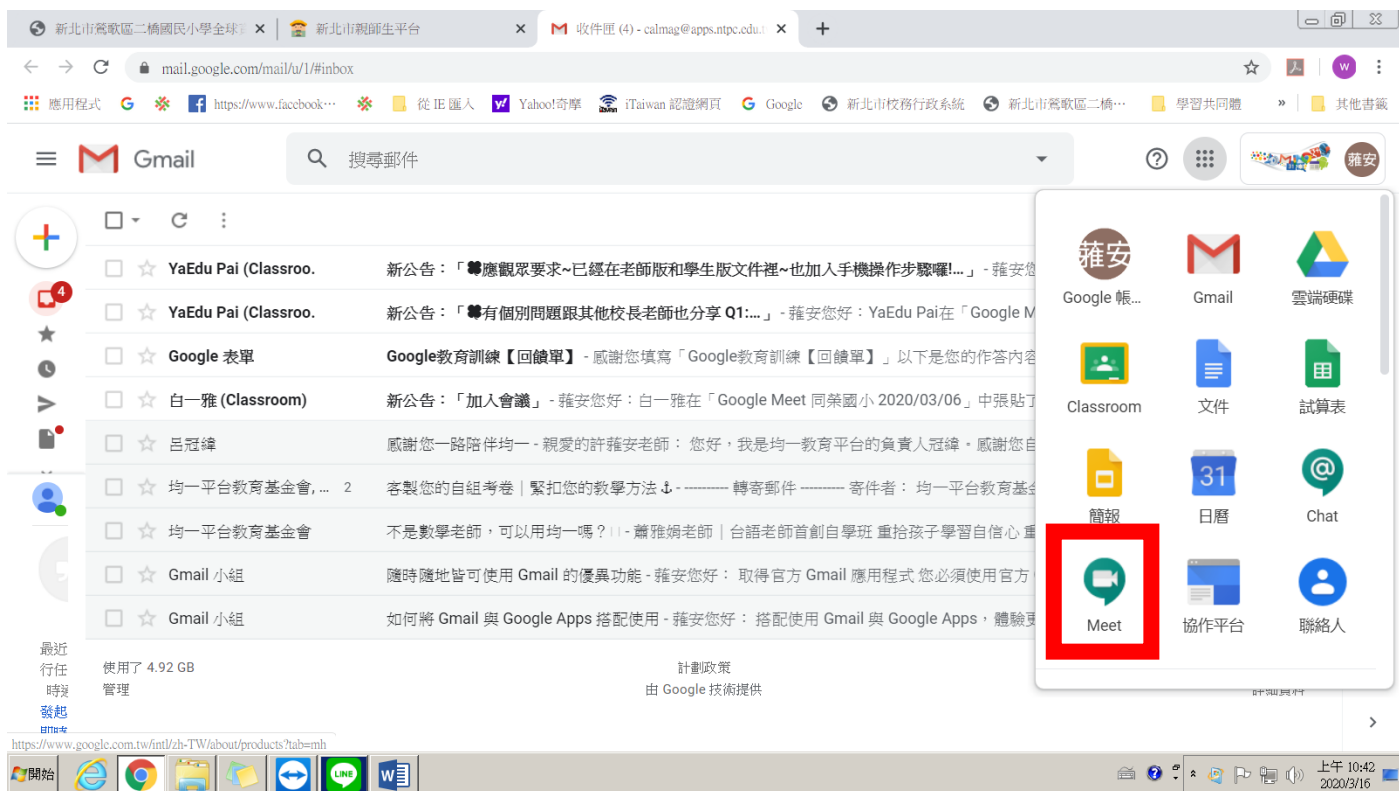 新北市鶯歌區二橋國民小學全球資
新北市親師生平台
收件匣 (4) - calmag@apps.ntpc.edu.t
mail.google.com/mail/u/1/#inbox
W
應用程式 https://www.facebook… 從 IE 匯入 Yahoo!奇摩 iTaiwan 認證網頁 Google 新北市校務行政系統 新北市鶯歌區二橋… 學習共同體 » 其他書籤
Gmail 搜尋郵件 蕥安
YaEdu Pai (Classroo. 新公告：「應觀眾要求~已經在老師版和學生版文件裡~也加入手機操作步驟囉!…」 - 蕥安您
4
YaEdu Pai (Classroo. 新公告：「有個別問題跟其他校長老師也分享 Q1:…」 - 蕥安您好：YaEdu Pai在「Google M
Google 表單 Google教育訓練【回饋單】 - 感謝您填寫「Google教育訓練【回饋單】」以下是您的作答內容
白一雅 (Classroom) 新公告：「加入會議」 - 蕥安您好：白一雅在「Google Meet 同榮國小 2020/03/06」中張貼了
呂冠緯 感謝您一路陪伴均一 - 親愛的許蕥安老師： 您好，我是均一教育平台的負責人冠緯。感謝您自
均一平台教育基金會, ... 2 客製您的自組考卷｜緊扣您的教學方法 - ---------- 轉寄郵件 ---------- 寄件者： 均一平台教育基金
均一平台教育基金會 不是數學老師，可以用均一嗎？ - 蕭雅娟老師｜台語老師首創自學班 重拾孩子學習自信心 重
Gmail 小組 隨時隨地皆可使用 Gmail 的優異功能 - 蕥安您好： 取得官方 Gmail 應用程式 您必須使用官方
Gmail 小組 如何將 Gmail 與 Google Apps 搭配使用 - 蕥安您好： 搭配使用 Gmail 與 Google Apps，體驗更
蕥安
Google 帳... Gmail 雲端硬碟
Classroom 文件 試算表
31
簡報 日曆 Chat
Meet 協作平台 聯絡人
最近
行任
時
發起
使用了 4.92 GB
管理
計劃政策
由 Google 技術提供
詳細資料
https://www.google.com.tw/intl/zh-TW/about/products?tab=mh
開始 LINE W 上午 10:42
2020/3/16